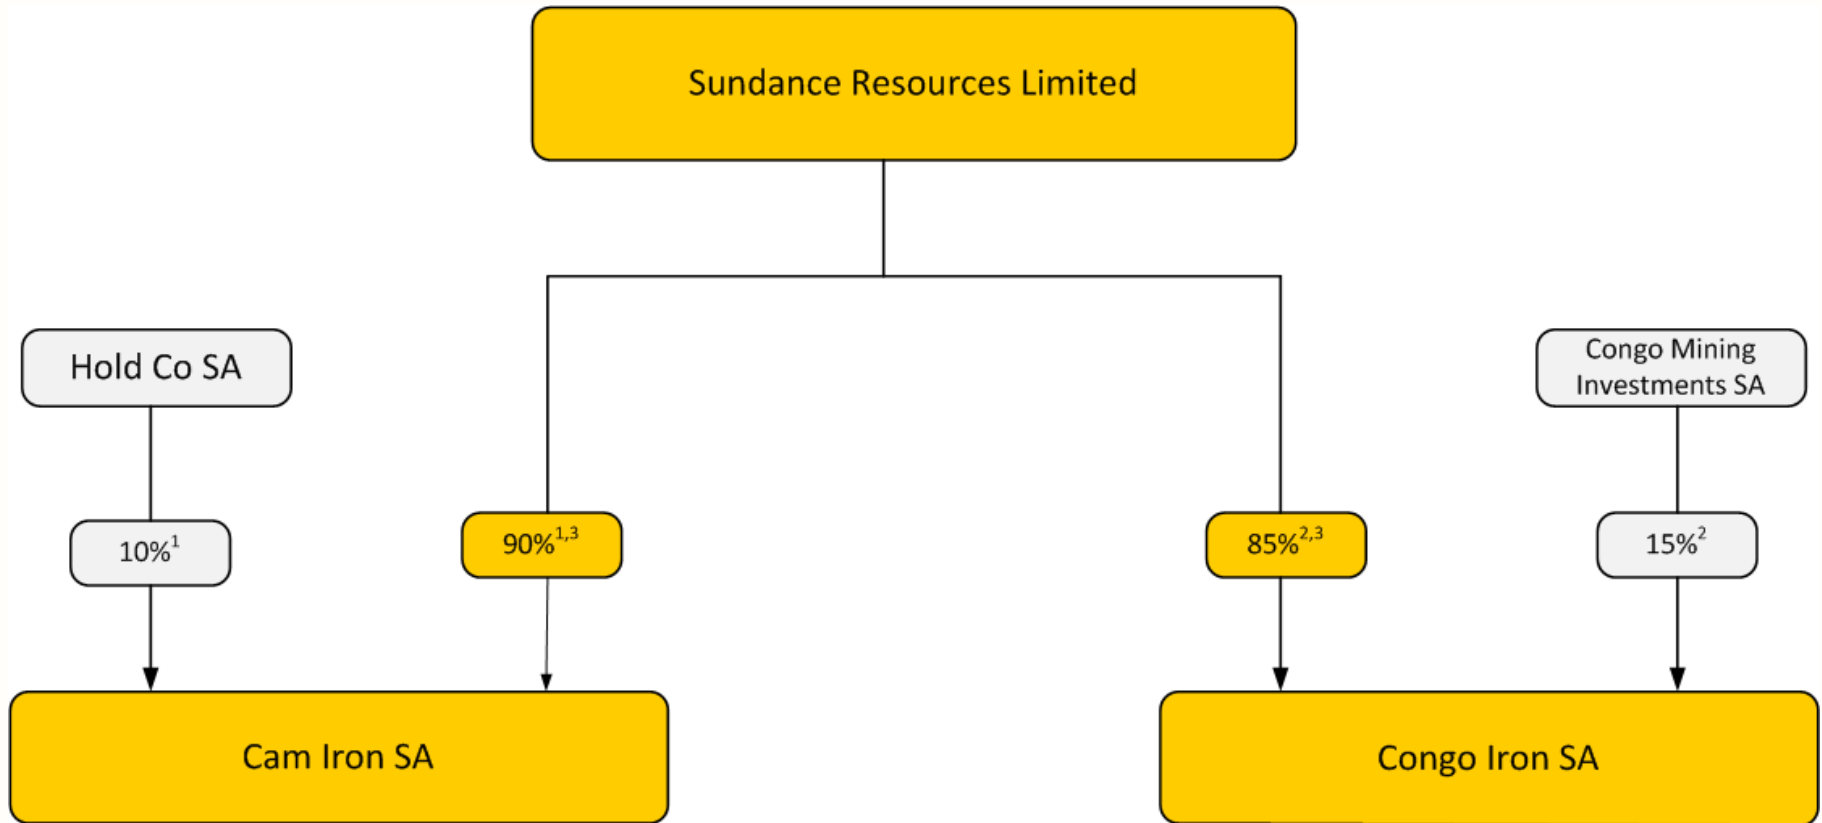 Sundance Resources Limited
Hold Co SA
Congo Mining
Investments SA
10%¹
90%¹,³
85%²,³
15%²
Cam Iron SA
Congo Iron SA